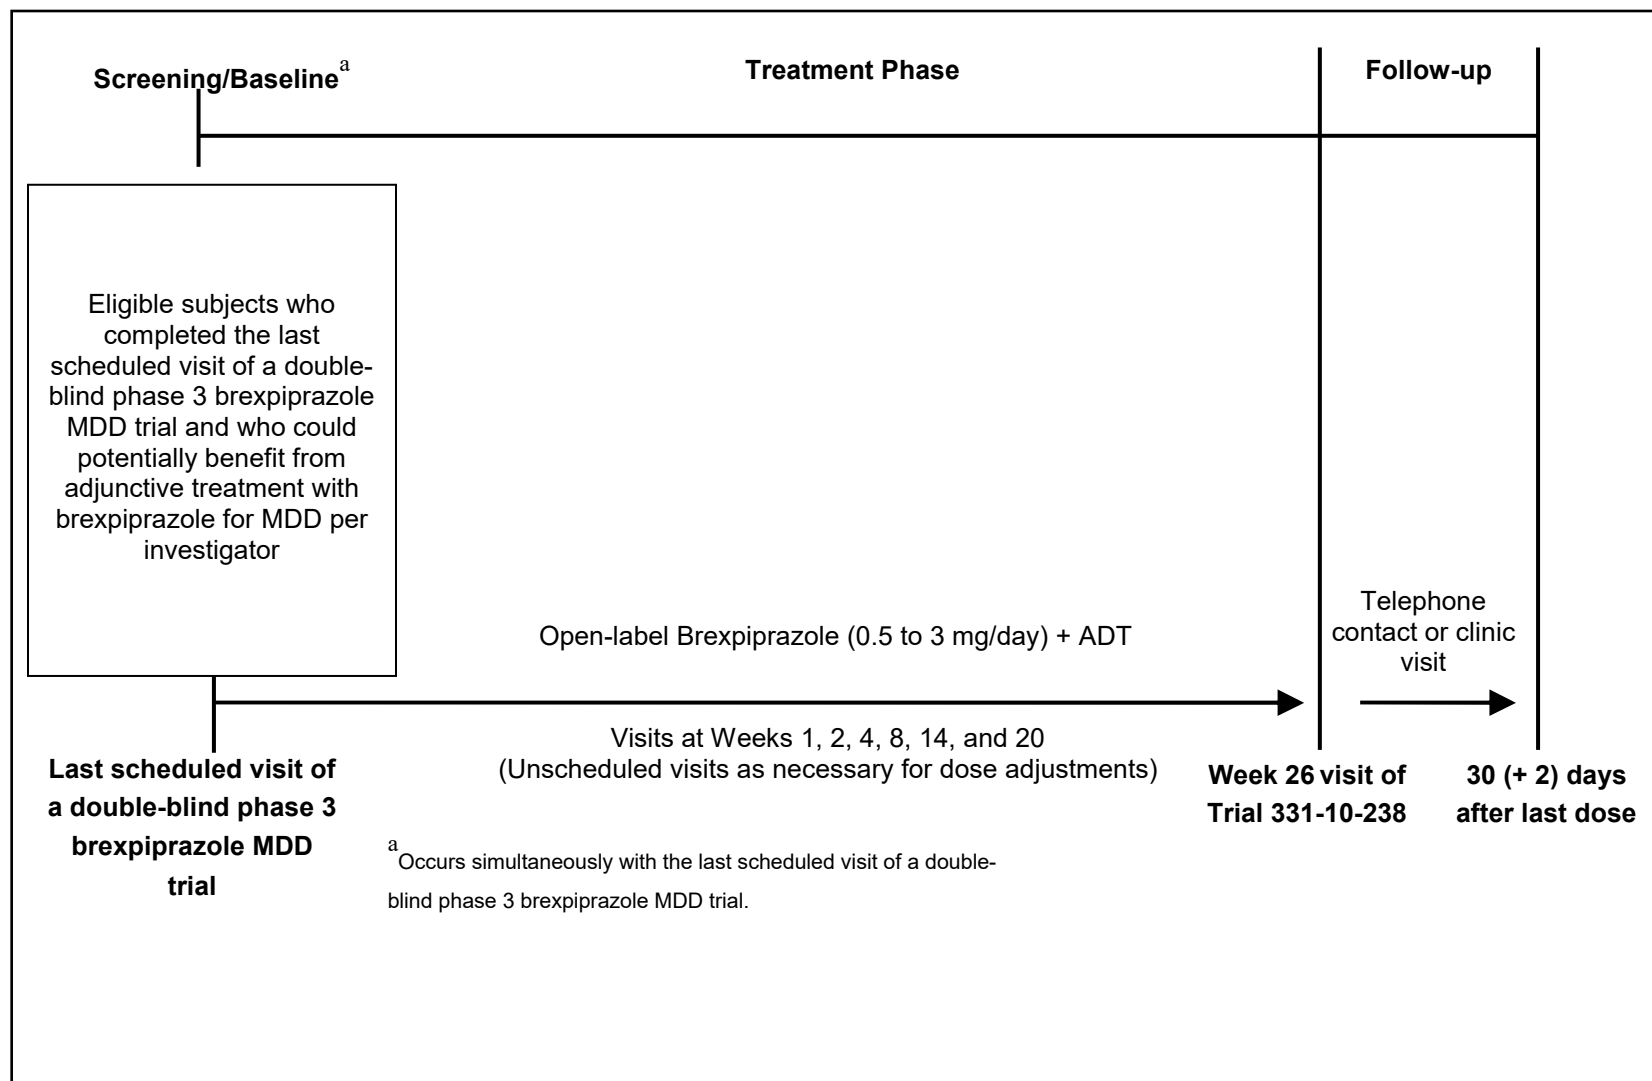 Screening/Baseline a
Treatment Phase
Follow-up
Eligible subjects who
completed the last
scheduled visit of a double-
blind phase 3 brexpiprazole
MDD trial and who could
potentially benefit from
adjunctive treatment with
brexpiprazole for MDD per
investigator
Open-label Brexpiprazole (0.5 to 3 mg/day) + ADT
Telephone
contact or clinic
visit
Visits at Weeks 1, 2, 4, 8, 14, and 20
(Unscheduled visits as necessary for dose adjustments)
Last scheduled visit of
a double-blind phase 3
brexpiprazole MDD
trial
Week 26 visit of
Trial 331-10-238
30 (+ 2) days
after last dose
a Occurs simultaneously with the last scheduled visit of a double-
blind phase 3 brexpiprazole MDD trial.